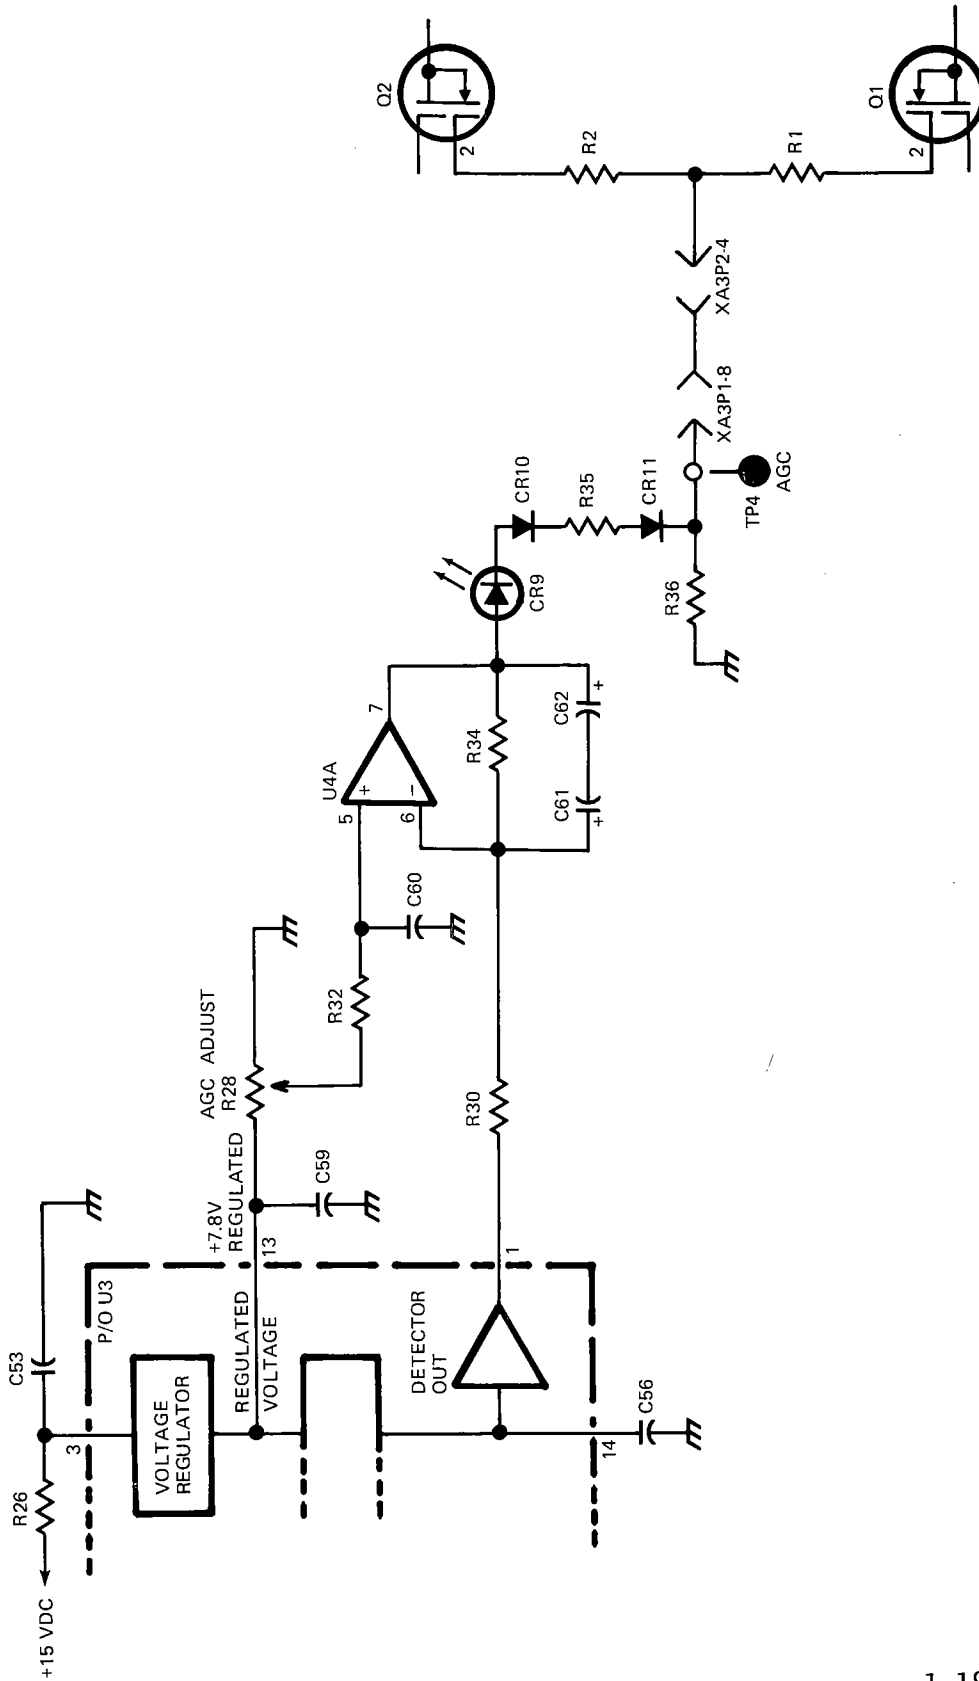 +15 VDC
R26
C53
3
P/O U3
VOLTAGE
REGULATOR
REGULATED
VOLTAGE
+7.8V
REGULATED
13
AGC ADJUST
R28
C59
DETECTOR
OUT
1
14
C56
R30
R32
C60
U4A
5
+
6
−
7
R34
C61
+
C62
+
CR9
CR10
R35
CR11
R36
TP4
AGC
XA3P1-8
XA3P2-4
R2
R1
Q2
2
Q1
2